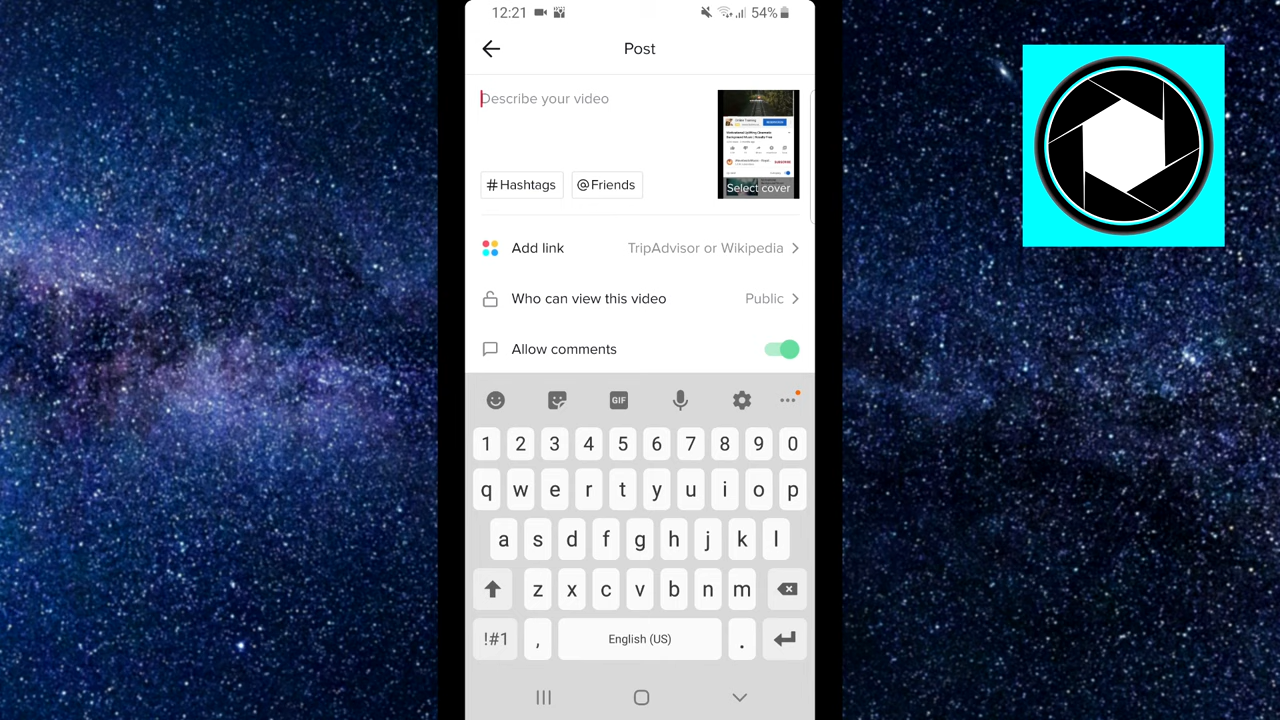 12:21 54%
Post
Describe your video
Select cover
#Hashtags @Friends
Add link TripAdvisor or Wikipedia
Who can view this video Public
Allow comments
GIF
1 2 3 4 5 6 7 8 9 0
q w e r t y u i o p
a s d f g h j k l
z x c v b n m
!#1 , English (US) .